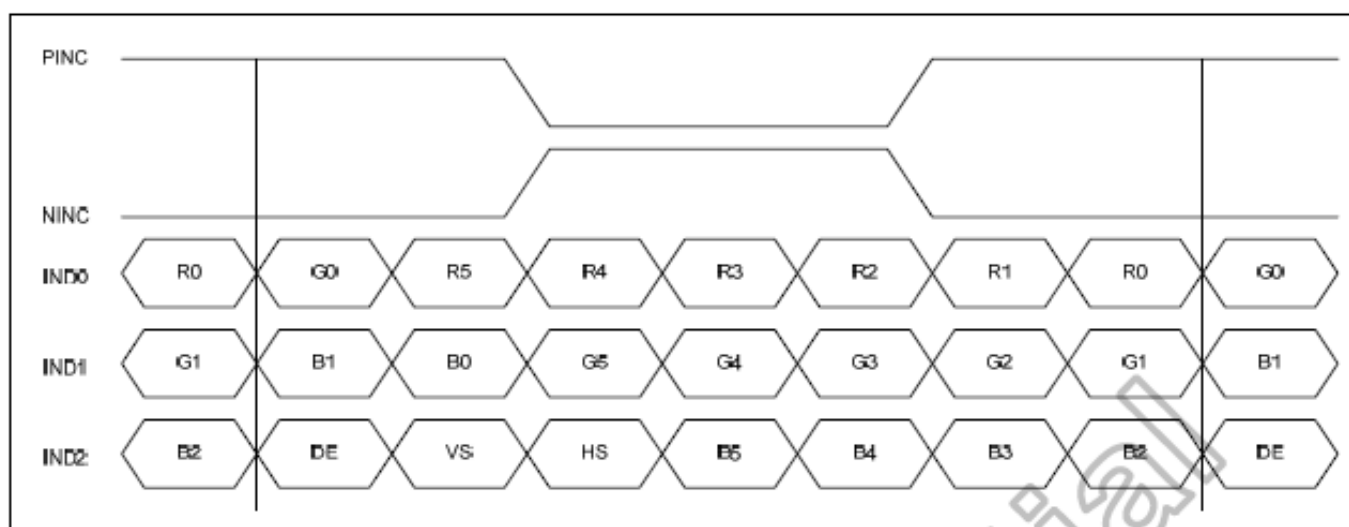 PINC
NINC
IND0 R0 G0 R5 R4 R3 R2 R1 R0 G0
IND1 G1 B1 B0 G5 G4 G3 G2 G1 B1
IND2 B2 DE VS HS B5 B4 B3 B2 DE